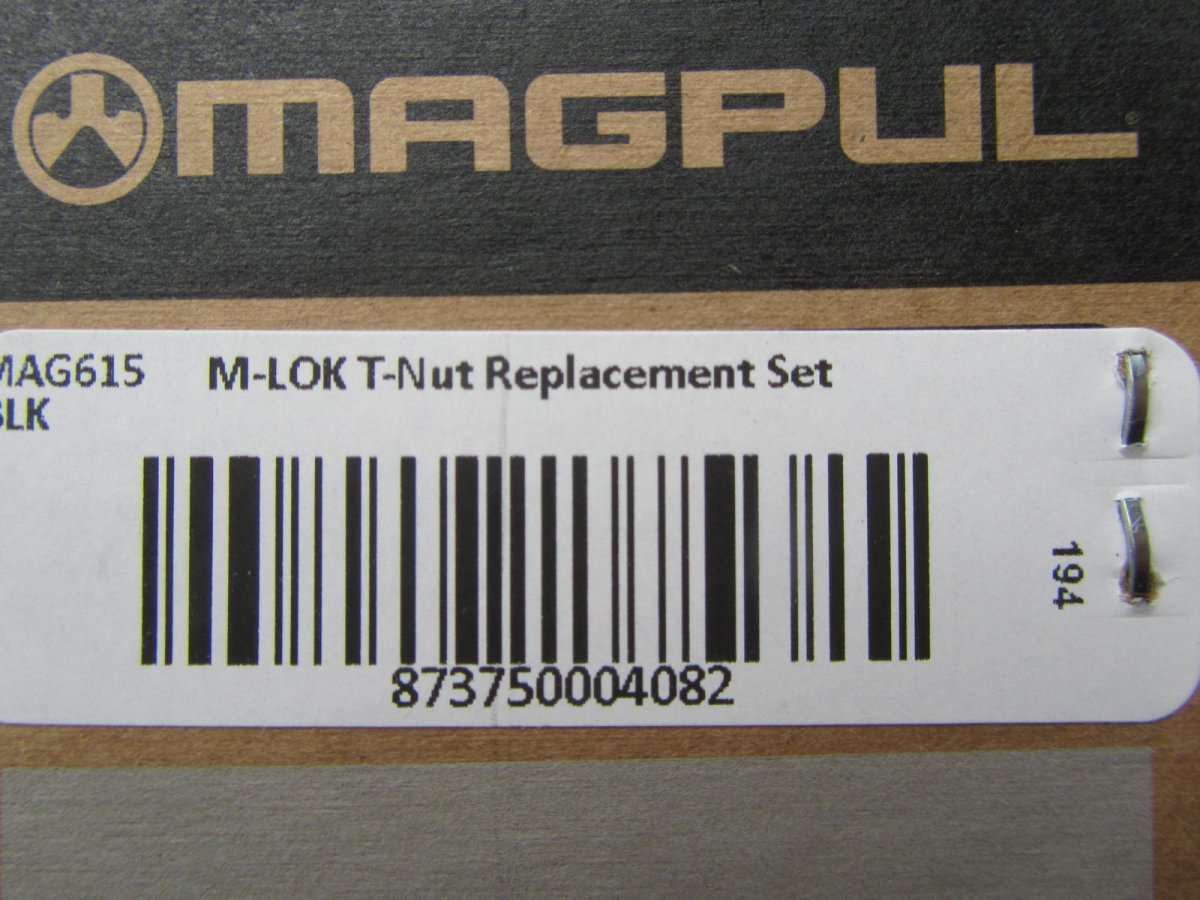 MAGPUL
MAG615 M-LOK T-Nut Replacement Set
BLK
194
873750004082